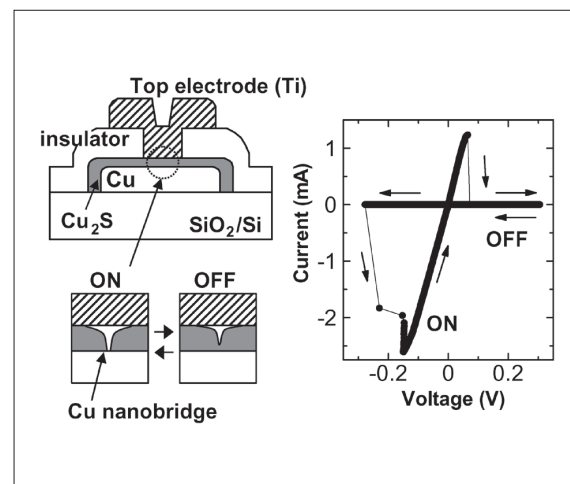 Top electrode (Ti)
insulator
Cu
Cu₂S
SiO₂/Si
ON
OFF
Cu nanobridge
Current (mA)
1
0
-1
-2
OFF
ON
-0.2
0
0.2
Voltage (V)